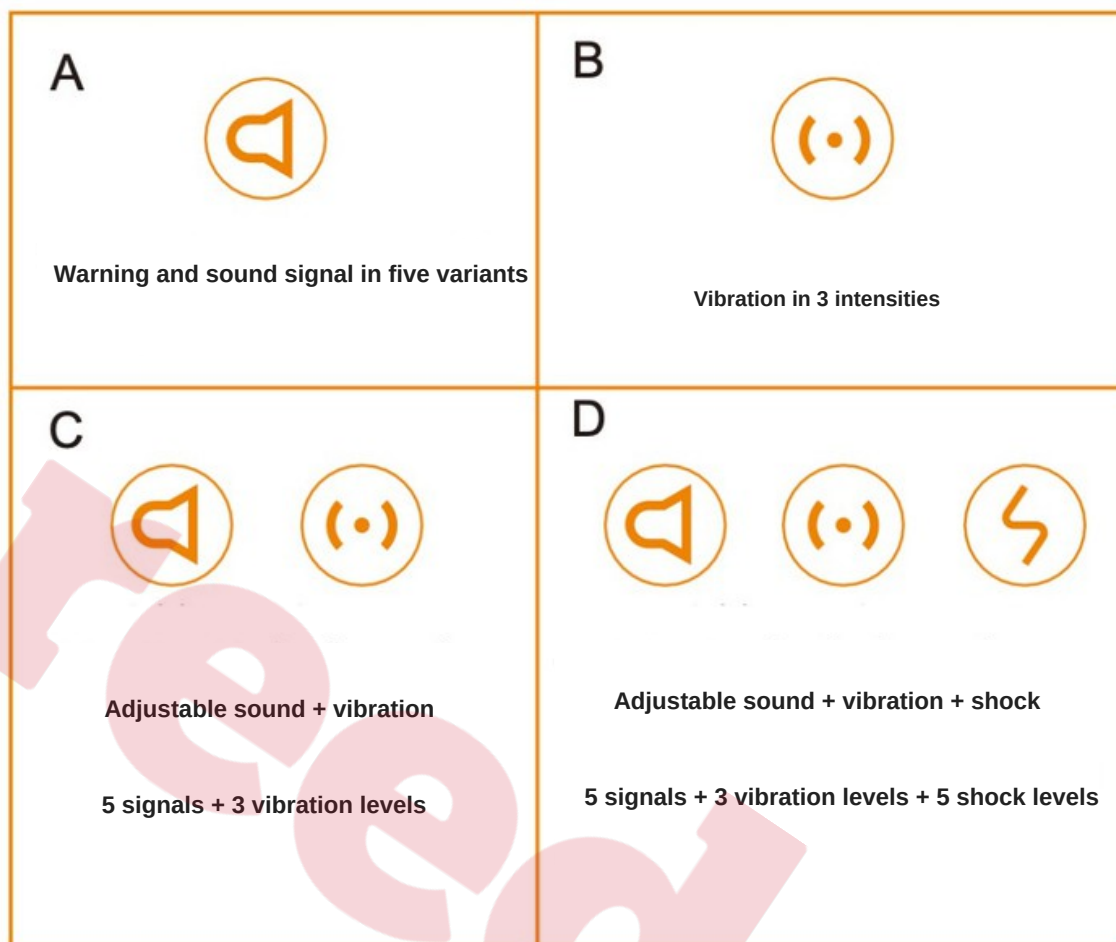 A
Warning and sound signal in five variants
B
Vibration in 3 intensities
C
Adjustable sound + vibration
5 signals + 3 vibration levels
D
Adjustable sound + vibration + shock
5 signals + 3 vibration levels + 5 shock levels
reed